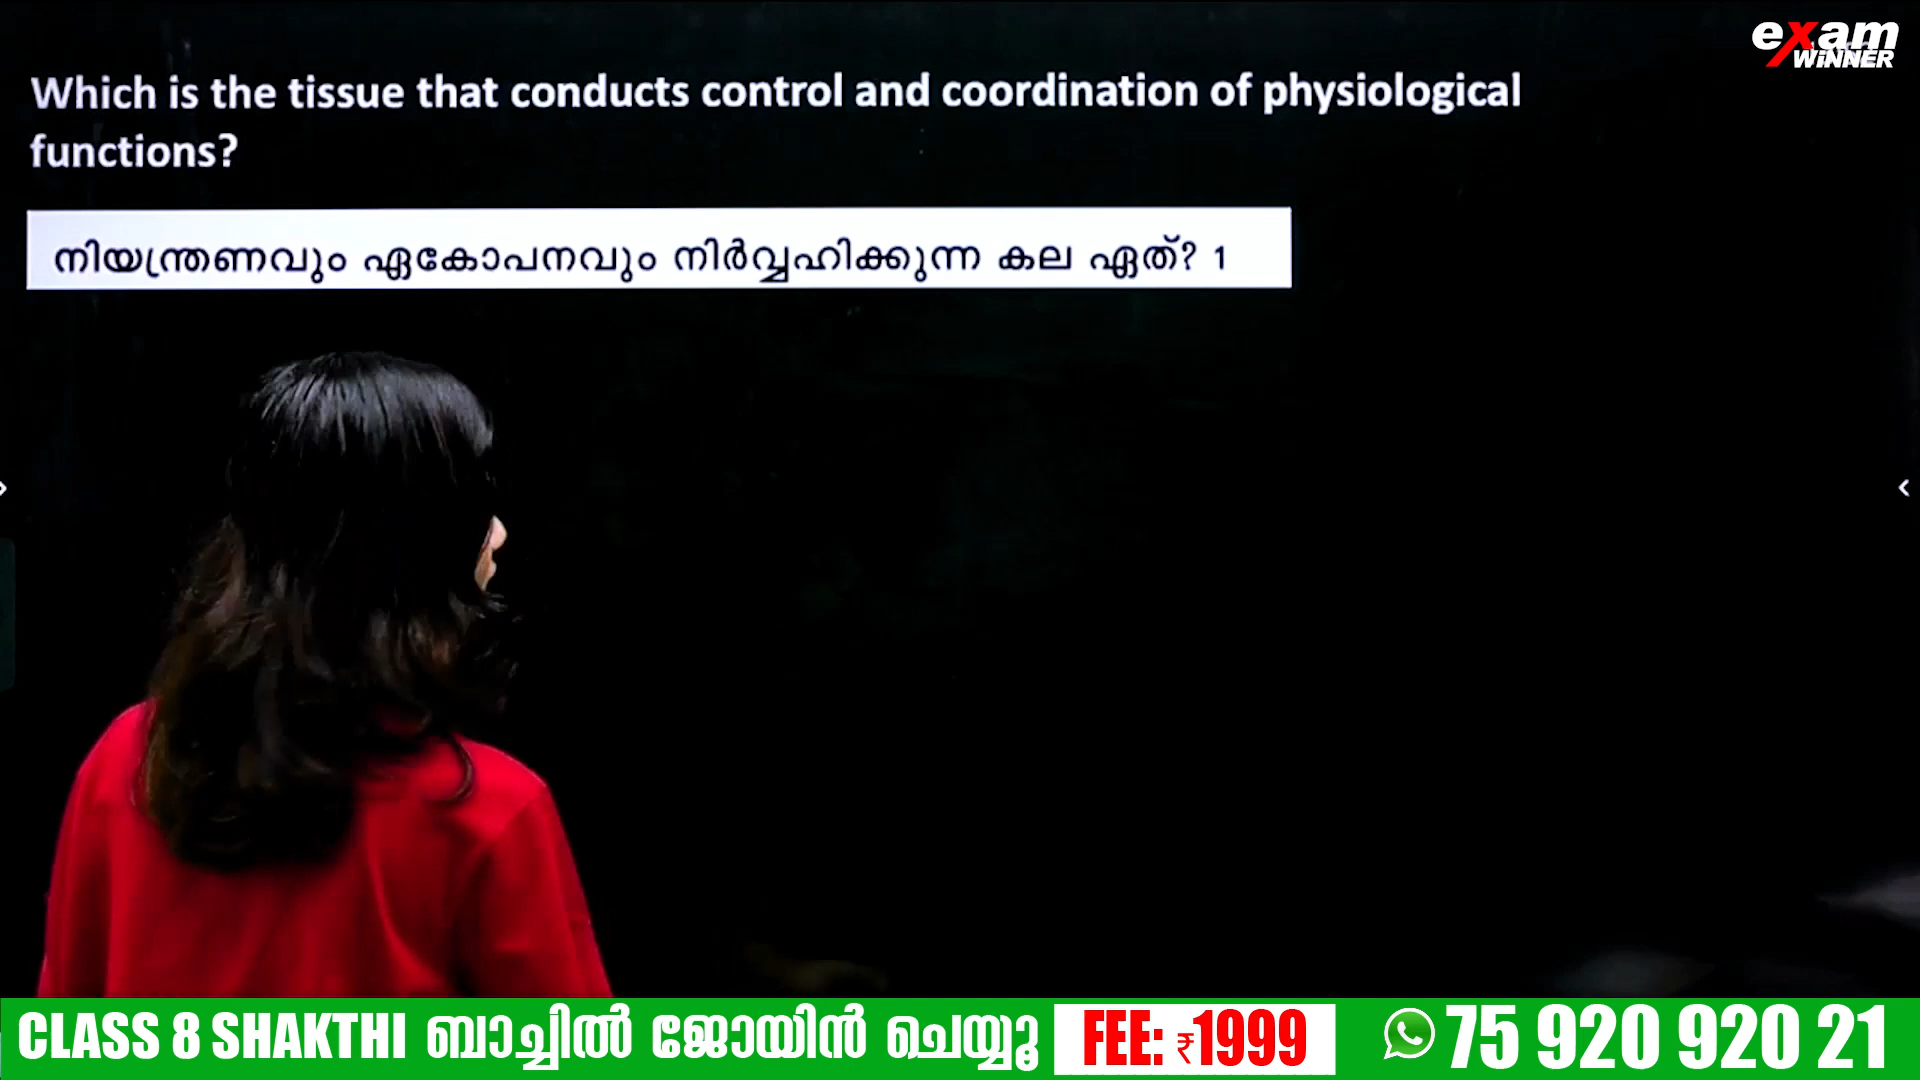 exam
WiNNER
Which is the tissue that conducts control and coordination of physiological
functions?
നിയന്ത്രണവും ഏകോപനവും നിർവ്വഹിക്കുന്ന കല ഏത്? 1
CLASS 8 SHAKTHI ബാച്ചിൽ ജോയിൻ ചെയ്യൂ FEE: ₹1999 75 920 920 21